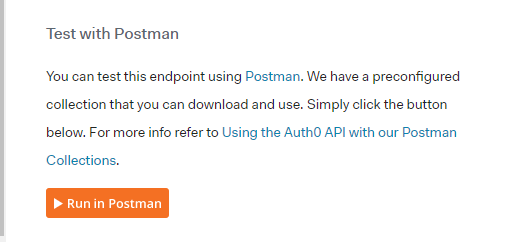 Test with Postman
You can test this endpoint using Postman. We have a preconfigured
collection that you can download and use. Simply click the button
below. For more info refer to Using the Auth0 API with our Postman
Collections.
Run in Postman